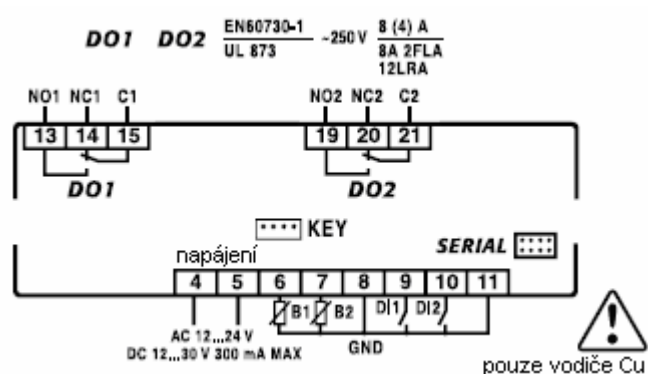 DO1 DO2 EN60730-1 ~250V 8 (4) A
UL 873 8A 2FLA
12LRA
NO1 NC1 C1 NO2 NC2 C2
13 14 15 19 20 21
DO1 DO2
KEY
SERIAL
napájení
4 5 6 7 8 9 10 11
B1 B2 DI1 DI2
AC 12...24 V
DC 12...30 V 300 mA MAX
GND
pouze vodiče Cu